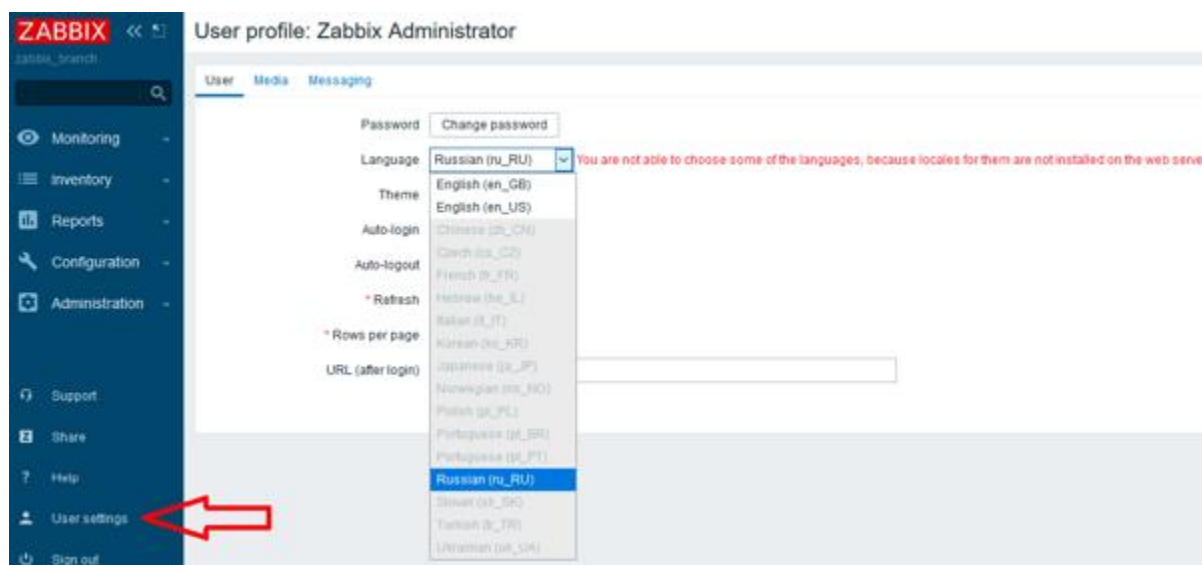 ZABBIX
User profile: Zabbix Administrator
zabbix_branch
User Media Messaging
Password Change password
Monitoring
Language Russian (ru_RU) You are not able to choose some of the languages, because locales for them are not installed on the web serve
Inventory
English (en_GB)
Theme
English (en_US)
Reports
Auto-login Chinese (zh_CN)
Czech (cs_CZ)
Configuration
Auto-logout
French (fr_FR)
Administration
* Refresh Hebrew (he_IL)
Italian (it_IT)
* Rows per page
Korean (ko_KR)
URL (after login) Japanese (ja_JP)
Norwegian (nb_NO)
Support
Polish (pl_PL)
Portuguese (pt_BR)
Share
Portuguese (pt_PT)
Help
Russian (ru_RU)
Slovak (sk_SK)
User settings
Turkish (tr_TR)
Ukrainian (uk_UA)
Sign out